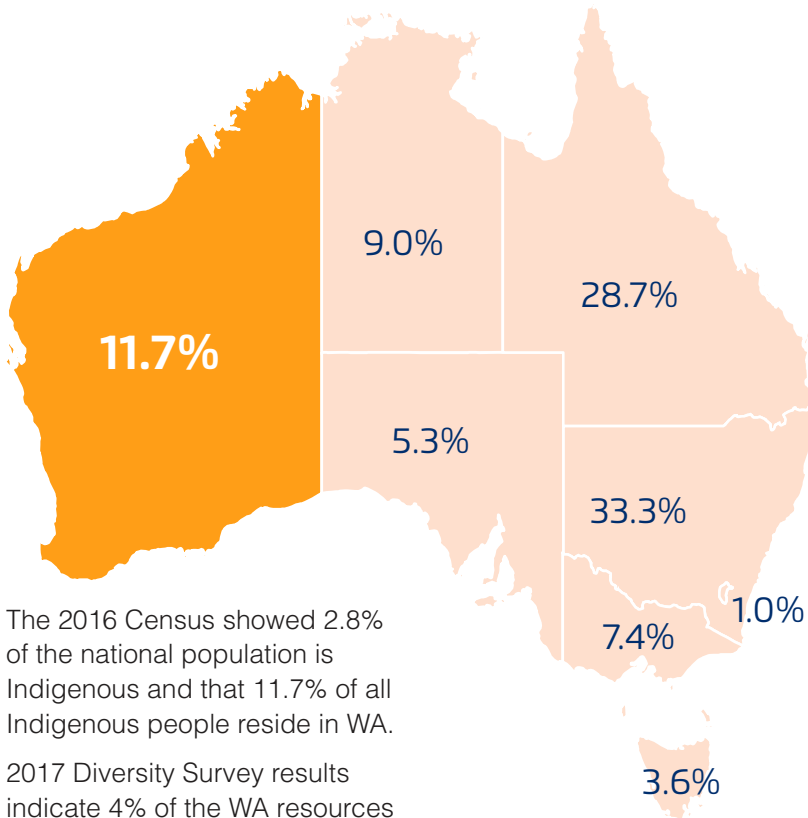 9.0%
28.7%
11.7%
5.3%
33.3%
1.0%
7.4%
3.6%
The 2016 Census showed 2.8%
of the national population is
Indigenous and that 11.7% of all
Indigenous people reside in WA.
2017 Diversity Survey results
indicate 4% of the WA resources